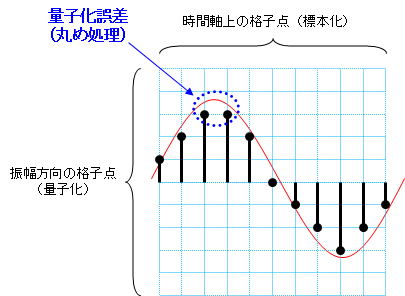 量子化誤差
（丸め処理）
時間軸上の格子点（標本化）
振幅方向の格子点
（量子化）